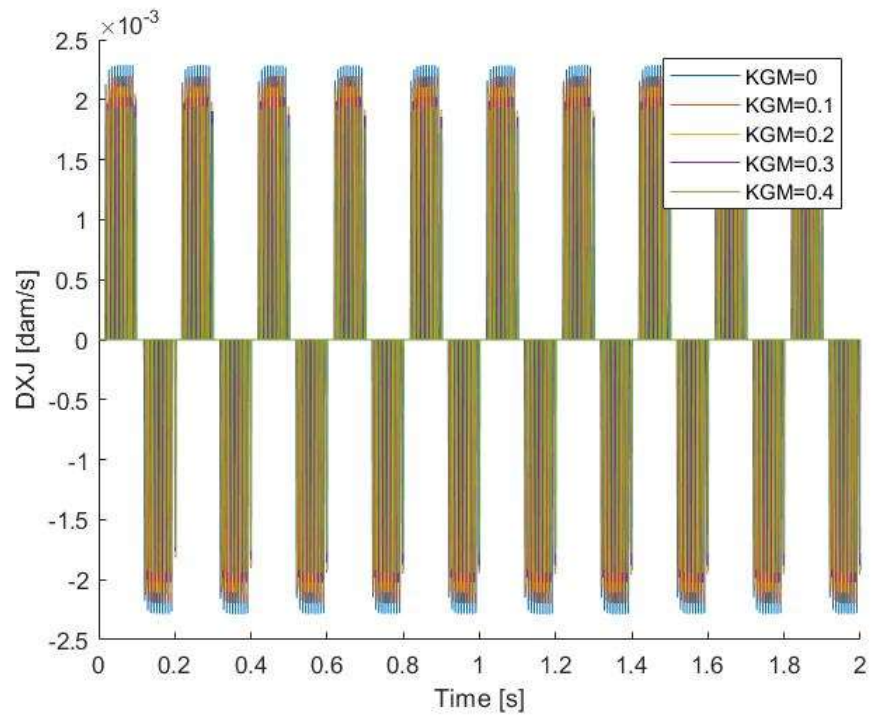 ×10⁻³
2.5
2
1.5
1
0.5
0
-0.5
-1
-1.5
-2
-2.5
DXJ [dam/s]
KGM=0
KGM=0.1
KGM=0.2
KGM=0.3
KGM=0.4
0 0.2 0.4 0.6 0.8 1 1.2 1.4 1.6 1.8 2
Time [s]